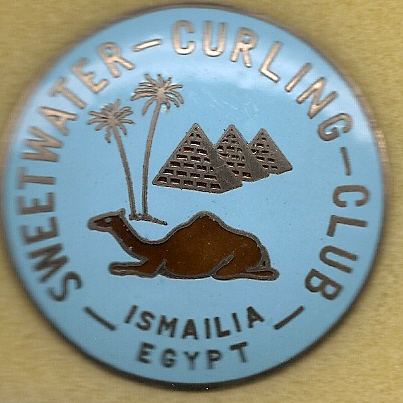 SWEETWATER-CURLING-CLUB
- ISMAILIA -
EGYPT